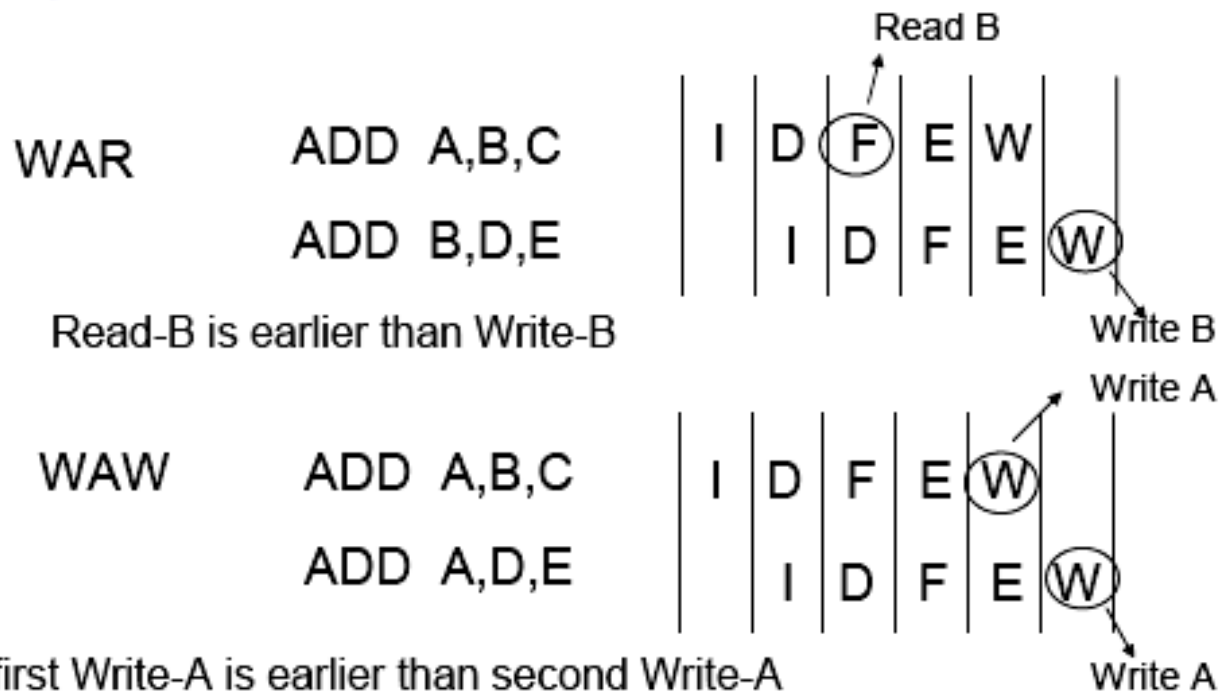 Read B
WAR ADD A,B,C I D F E W
ADD B,D,E I D F E W
Read-B is earlier than Write-B Write B
Write A
WAW ADD A,B,C I D F E W
ADD A,D,E I D F E W
first Write-A is earlier than second Write-A Write A